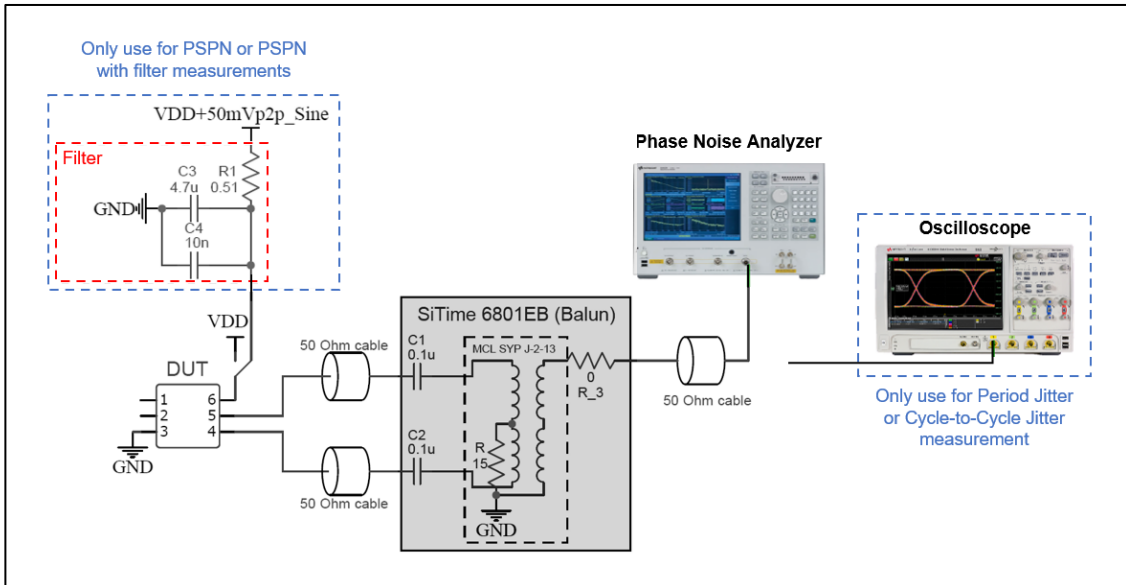 Only use for PSPN or PSPN
with filter measurements
VDD+50mVp2p_Sine
Filter
C3
4.7u
R1
0.51
GND
C4
10n
VDD
DUT
1
2
3
6
5
4
GND
50 Ohm cable
50 Ohm cable
SiTime 6801EB (Balun)
C1
0.1u
C2
0.1u
MCL SYP J-2-13
R
15
GND
0
R_3
50 Ohm cable
Phase Noise Analyzer
Oscilloscope
Only use for Period Jitter
or Cycle-to-Cycle Jitter
measurement